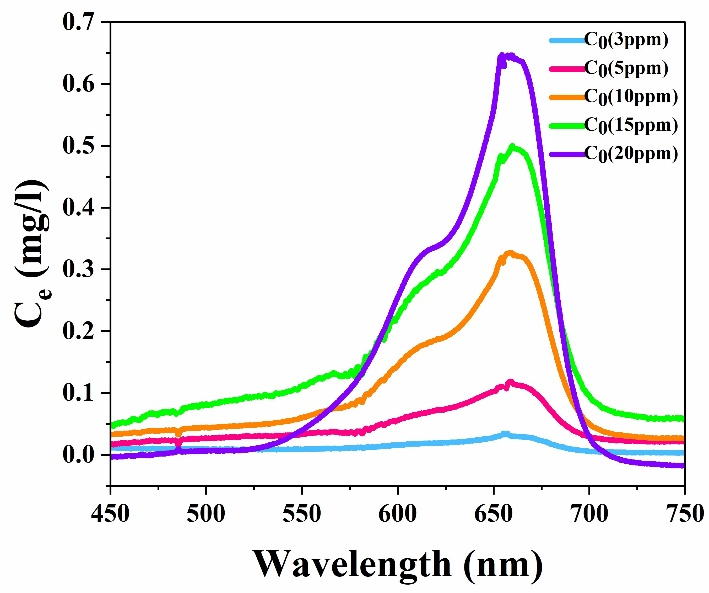 0.7
0.6
0.5
0.4
0.3
0.2
0.1
0.0
Ce (mg/l)
C0(3ppm)
C0(5ppm)
C0(10ppm)
C0(15ppm)
C0(20ppm)
450 500 550 600 650 700 750
Wavelength (nm)